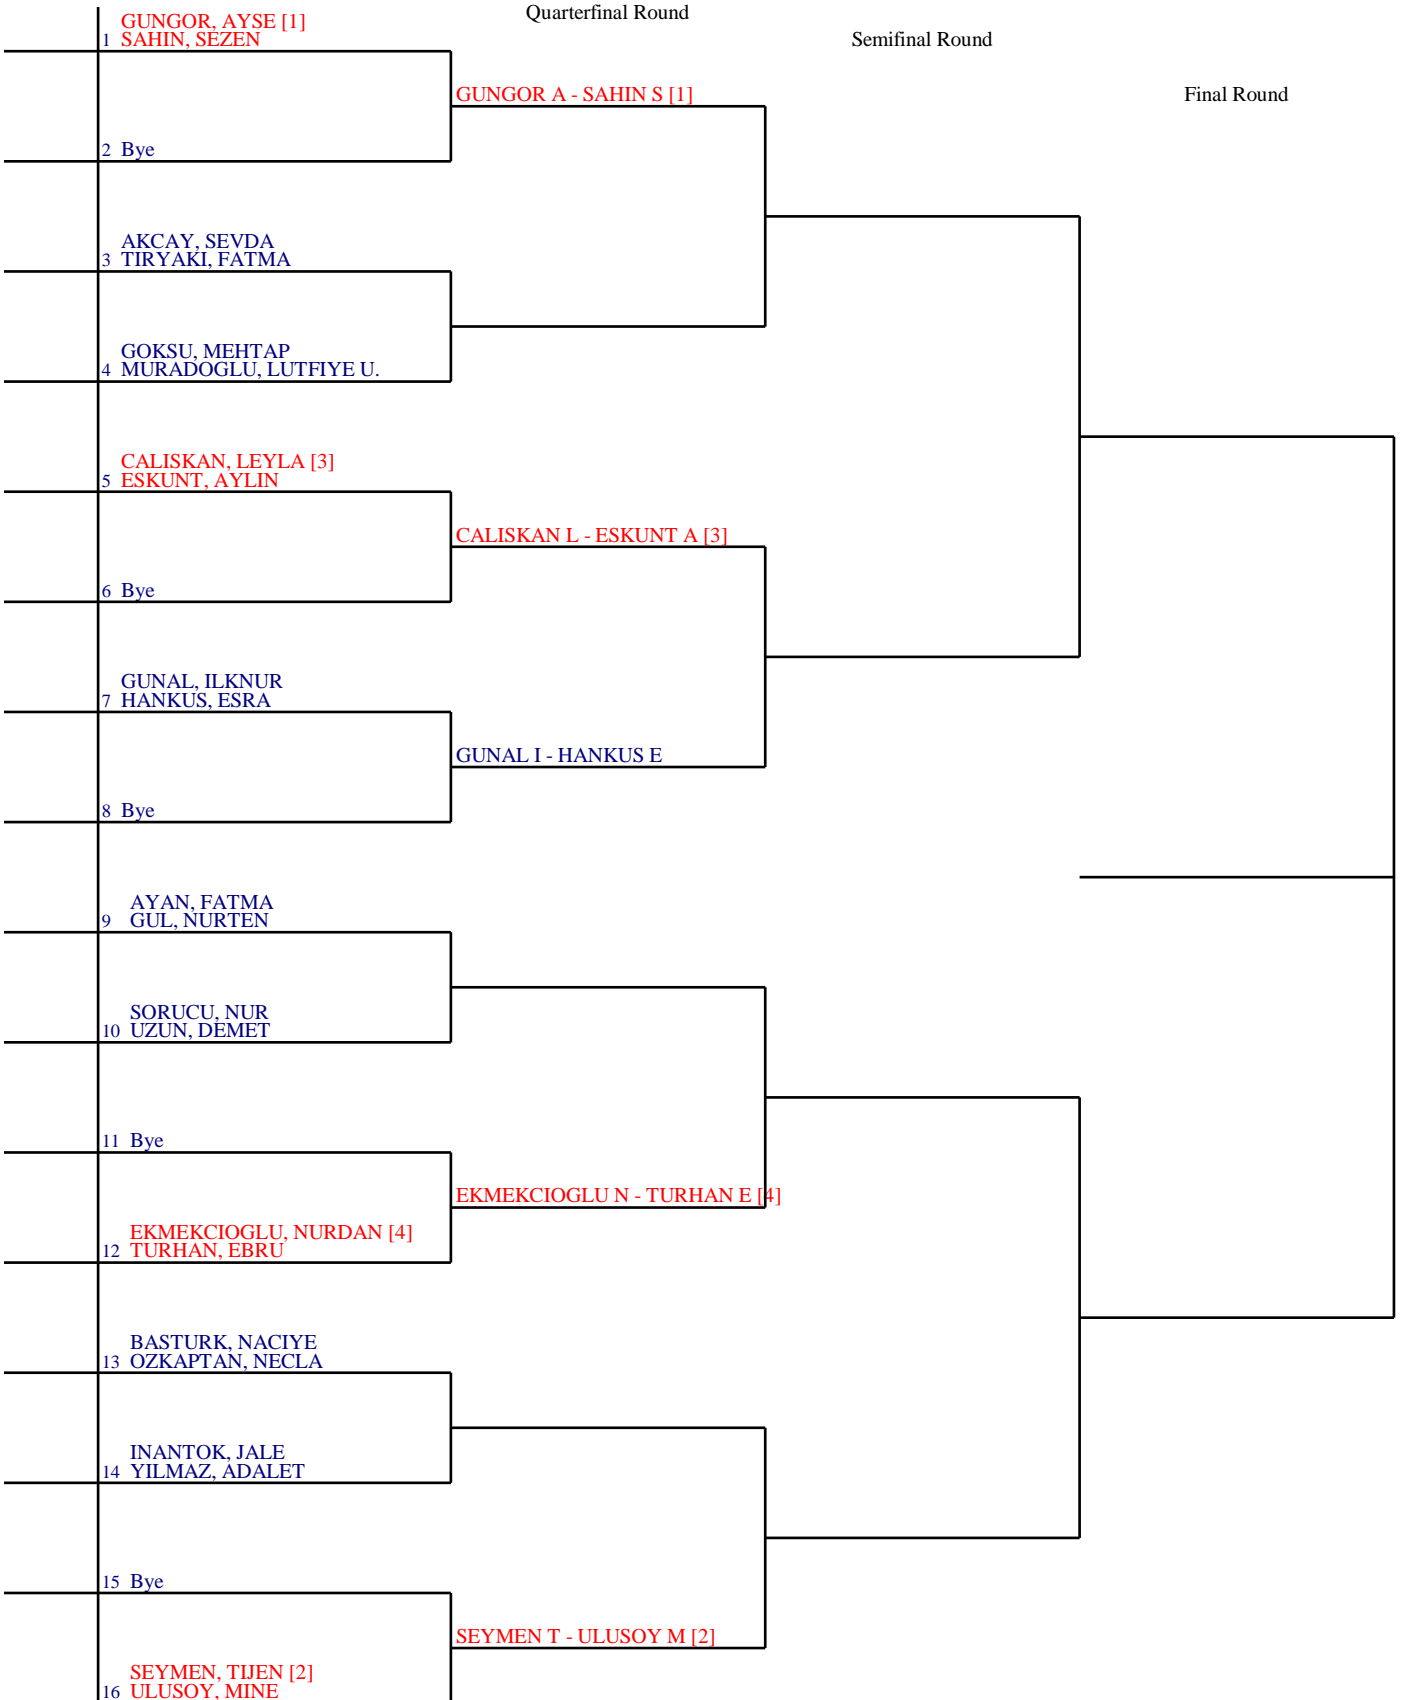 Quarterfinal Round
Semifinal Round
Final Round
GUNGOR, AYSE [1]
1 SAHIN, SEZEN
GUNGOR A - SAHIN S [1]
2 Bye
AKCAY, SEVDA
3 TIRYAKI, FATMA
GOKSU, MEHTAP
4 MURADOGLU, LUTFIYE U.
CALISKAN, LEYLA [3]
5 ESKUNT, AYLIN
CALISKAN L - ESKUNT A [3]
6 Bye
GUNAL, ILKNUR
7 HANKUS, ESRA
GUNAL I - HANKUS E
8 Bye
AYAN, FATMA
9 GUL, NURTEN
SORUCU, NUR
10 UZUN, DEMET
11 Bye
EKMEKCIOGLU N - TURHAN E [4]
EKMEKCIOGLU, NURDAN [4]
12 TURHAN, EBRU
BASTURK, NACIYE
13 OZKAPTAN, NECLA
INANTOK, JALE
14 YILMAZ, ADALET
15 Bye
SEYMEN T - ULUSOY M [2]
SEYMEN, TIJEN [2]
16 ULUSOY, MINE